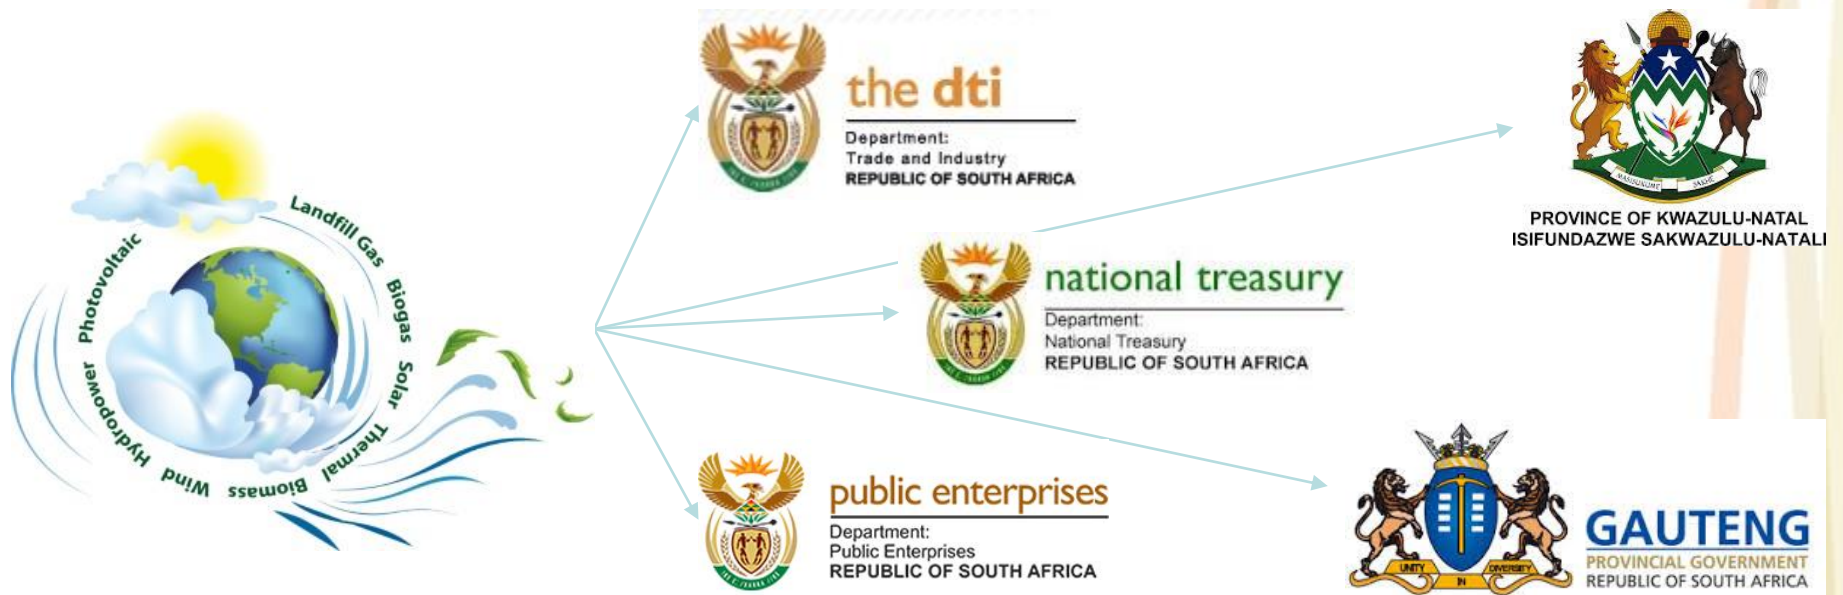 Landfill Gas Biogas Solar Thermal Biomass Wind Hydropower Photovoltaic
the dti
Department:
Trade and Industry
REPUBLIC OF SOUTH AFRICA
MASISUKUME SAKHE
PROVINCE OF KWAZULU-NATAL
ISIFUNDAZWE SAKWAZULU-NATALI
national treasury
Department:
National Treasury
REPUBLIC OF SOUTH AFRICA
public enterprises
Department:
Public Enterprises
REPUBLIC OF SOUTH AFRICA
UNITY IN DIVERSITY
GAUTENG
PROVINCIAL GOVERNMENT
REPUBLIC OF SOUTH AFRICA